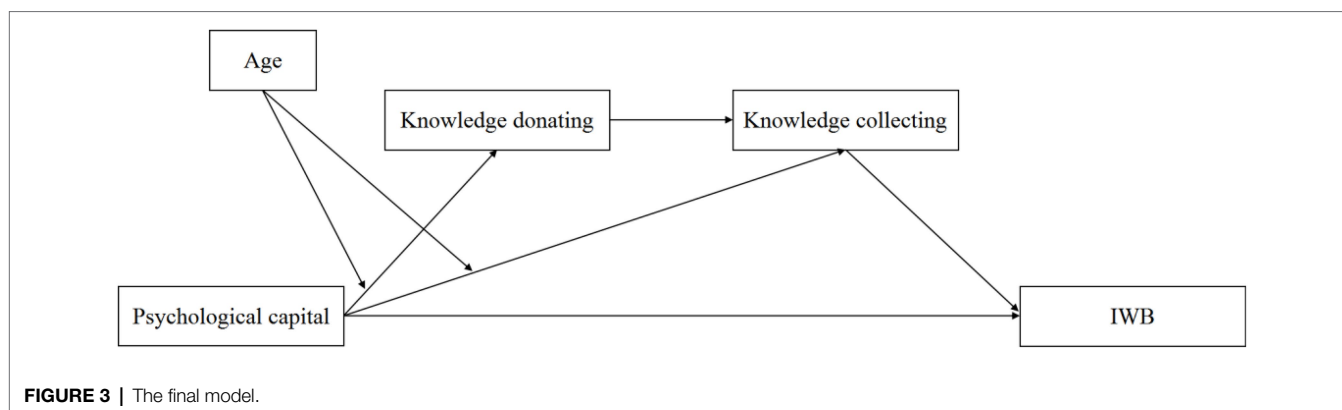 Age
Knowledge donating
Knowledge collecting
Psychological capital
IWB
FIGURE 3 | The final model.